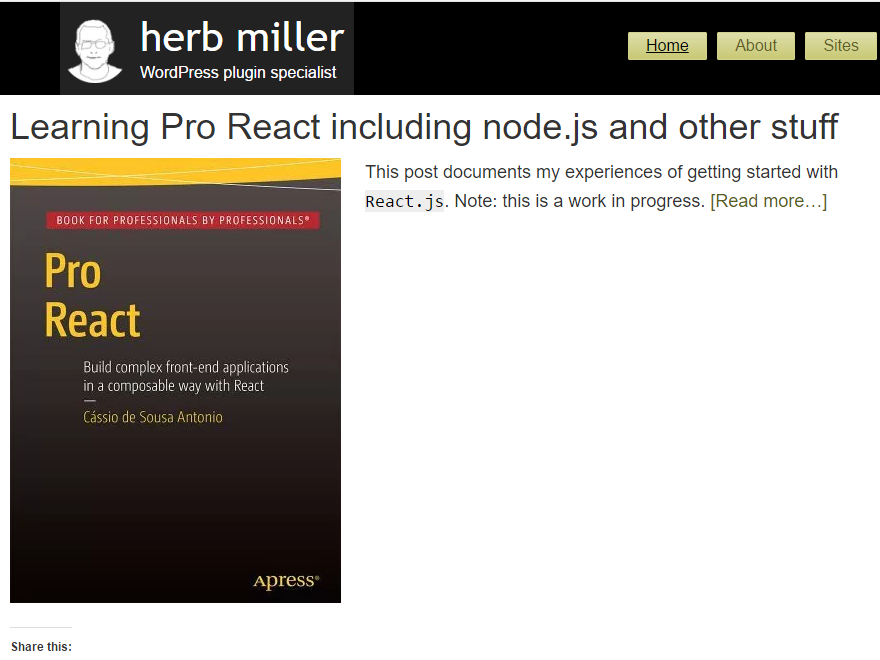 herb miller
WordPress plugin specialist
Home
About
Sites
Learning Pro React including node.js and other stuff
BOOK FOR PROFESSIONALS BY PROFESSIONALS®
Pro
React
Build complex front-end applications
in a composable way with React
—
Cássio de Sousa Antonio
Apress®
This post documents my experiences of getting started with
React.js. Note: this is a work in progress. [Read more…]
Share this: